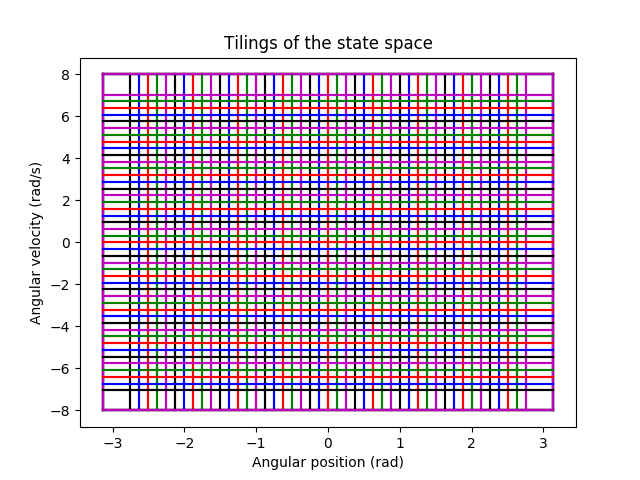 Tilings of the state space
Angular velocity (rad/s)
8
6
4
2
0
−2
−4
−6
−8
−3 −2 −1 0 1 2 3
Angular position (rad)